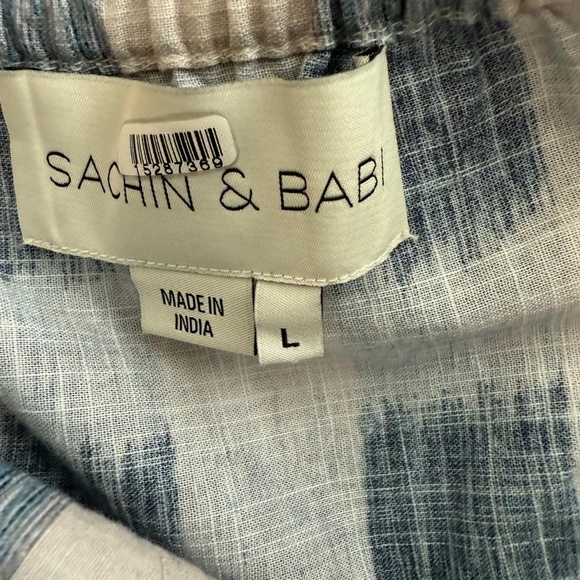 15287369
SACHIN & BABI
MADE IN
INDIA
L